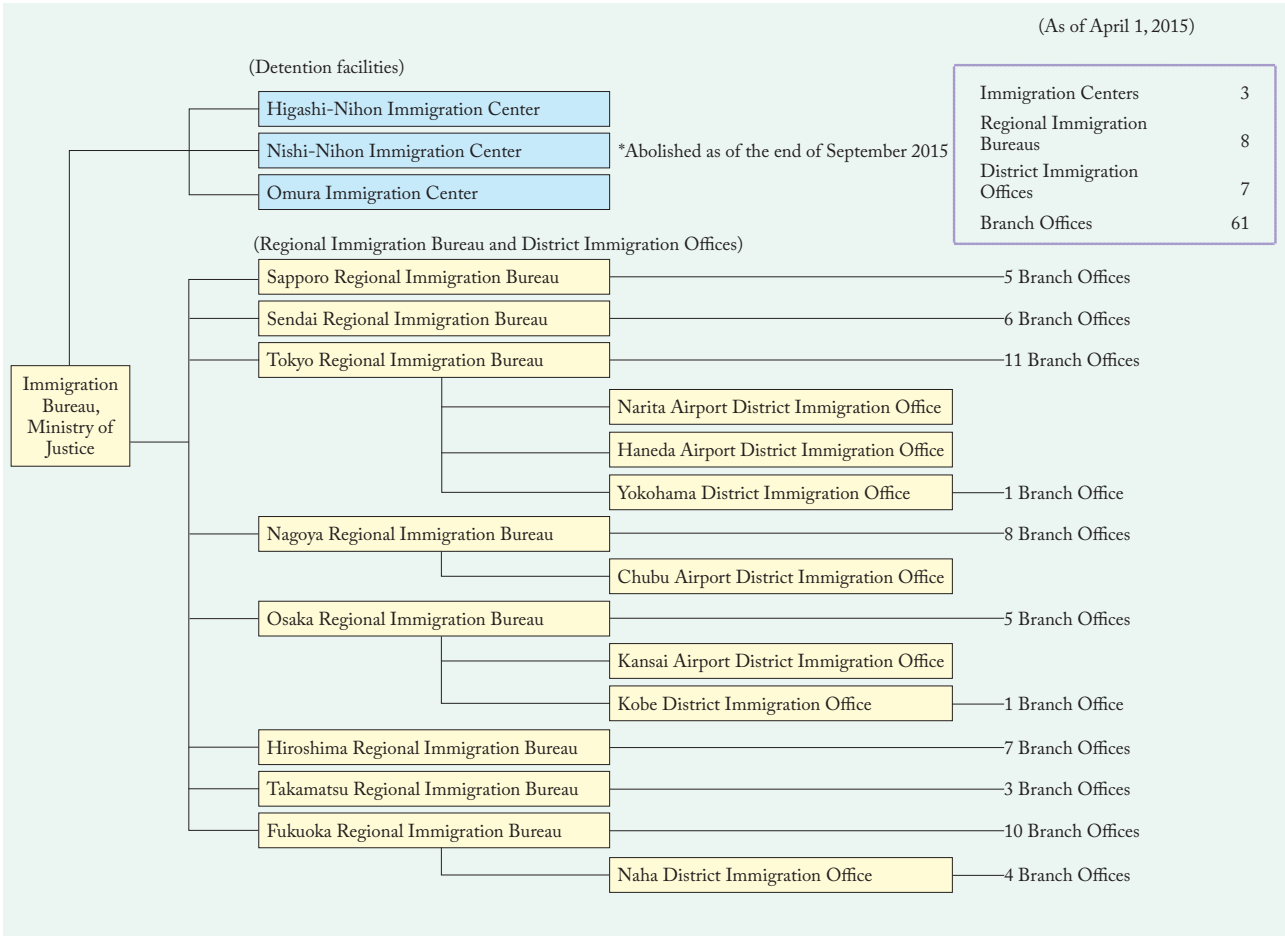 (As of April 1, 2015)
(Detention facilities)
Higashi-Nihon Immigration Center
Nishi-Nihon Immigration Center
*Abolished as of the end of September 2015
Omura Immigration Center
Immigration Centers 3
Regional Immigration
Bureaus 8
District Immigration
Offices 7
Branch Offices 61
(Regional Immigration Bureau and District Immigration Offices)
Immigration
Bureau,
Ministry of
Justice
Sapporo Regional Immigration Bureau
5 Branch Offices
Sendai Regional Immigration Bureau
6 Branch Offices
Tokyo Regional Immigration Bureau
11 Branch Offices
Narita Airport District Immigration Office
Haneda Airport District Immigration Office
Yokohama District Immigration Office
1 Branch Office
Nagoya Regional Immigration Bureau
8 Branch Offices
Chubu Airport District Immigration Office
Osaka Regional Immigration Bureau
5 Branch Offices
Kansai Airport District Immigration Office
Kobe District Immigration Office
1 Branch Office
Hiroshima Regional Immigration Bureau
7 Branch Offices
Takamatsu Regional Immigration Bureau
3 Branch Offices
Fukuoka Regional Immigration Bureau
10 Branch Offices
Naha District Immigration Office
4 Branch Offices